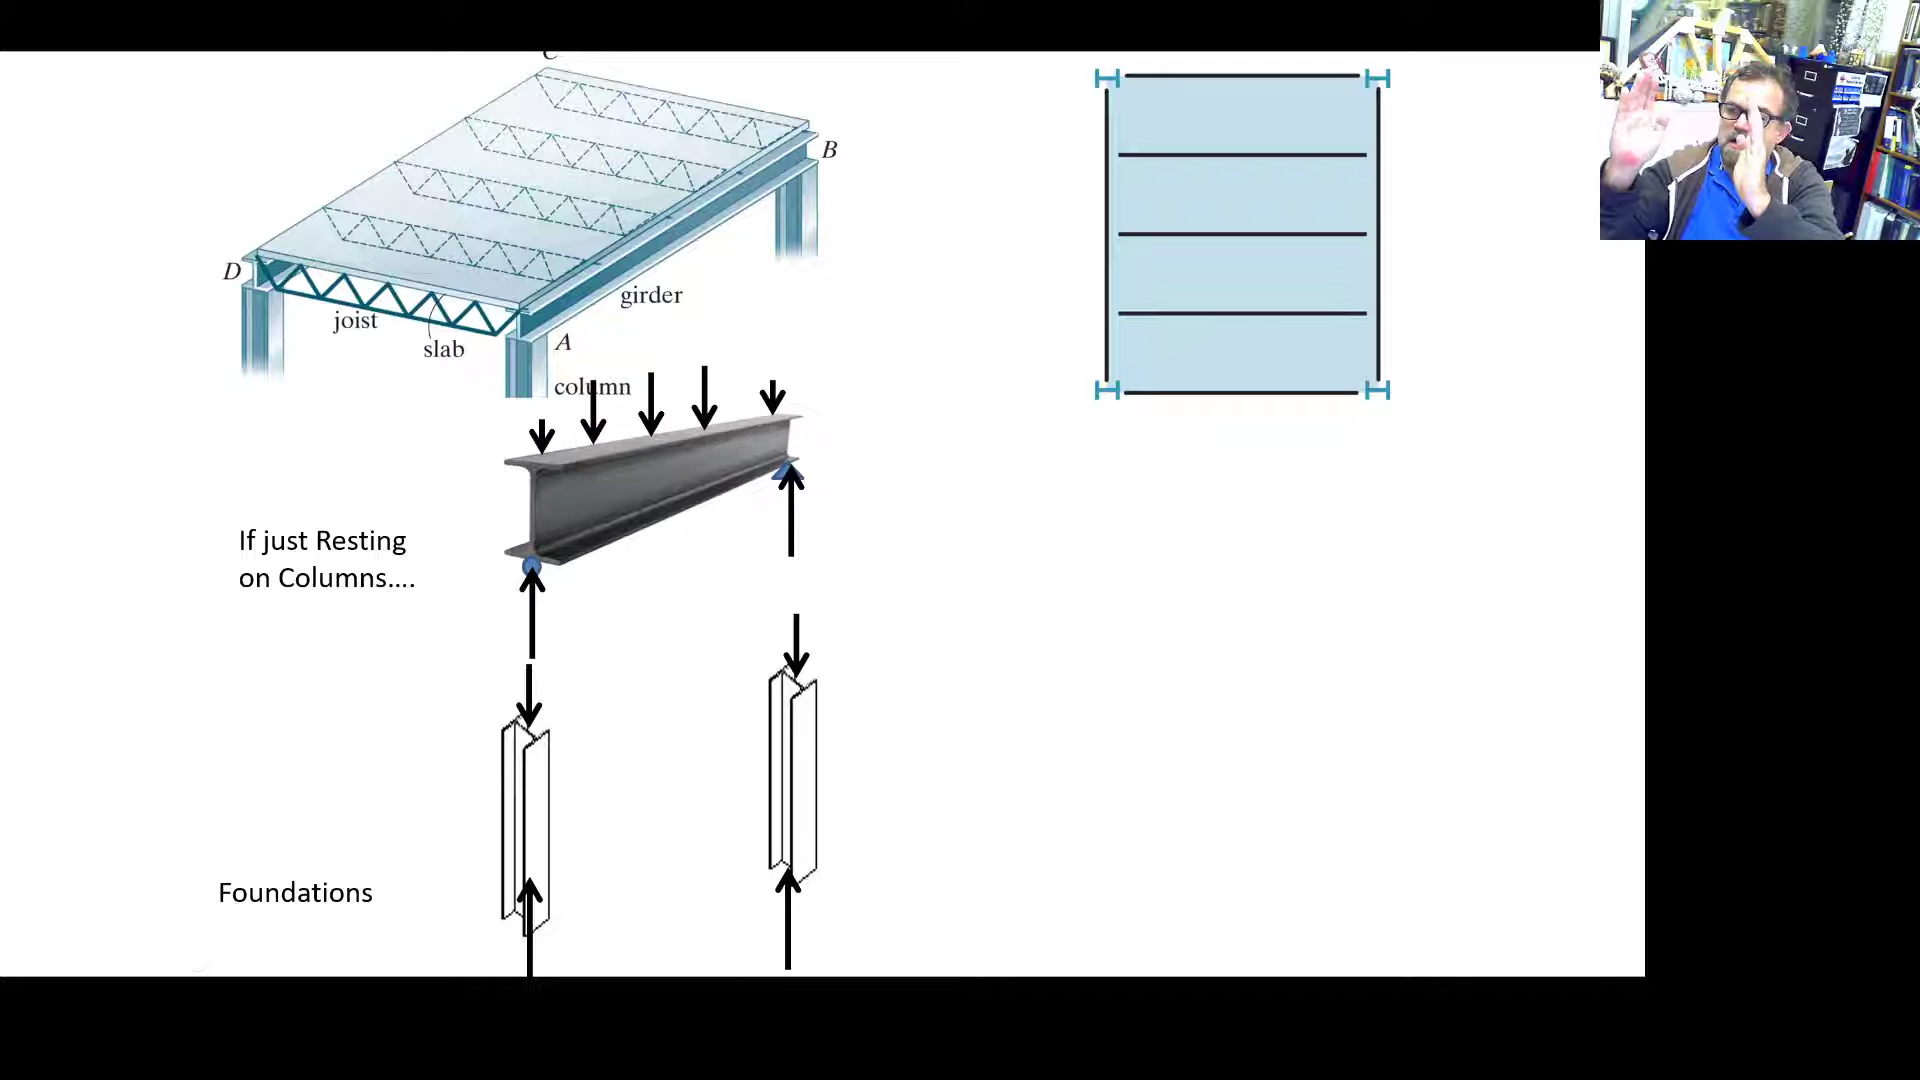 C
B
D
girder
joist
A
slab
column
If just Resting
on Columns....
Foundations